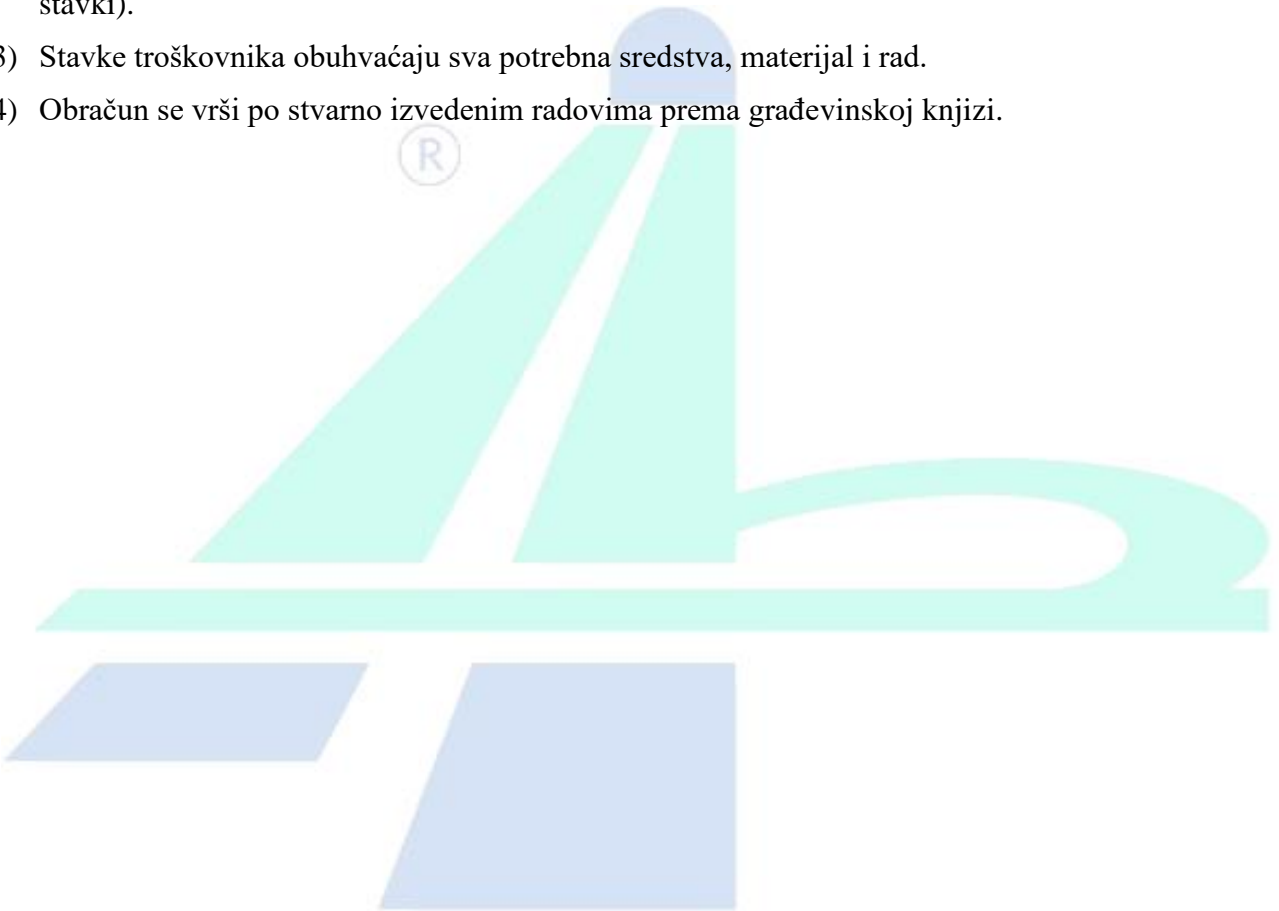 stavki).
3) Stavke troškovnika obuhvaćaju sva potrebna sredstva, materijal i rad.
4) Obračun se vrši po stvarno izvedenim radovima prema građevinskoj knjizi.
®